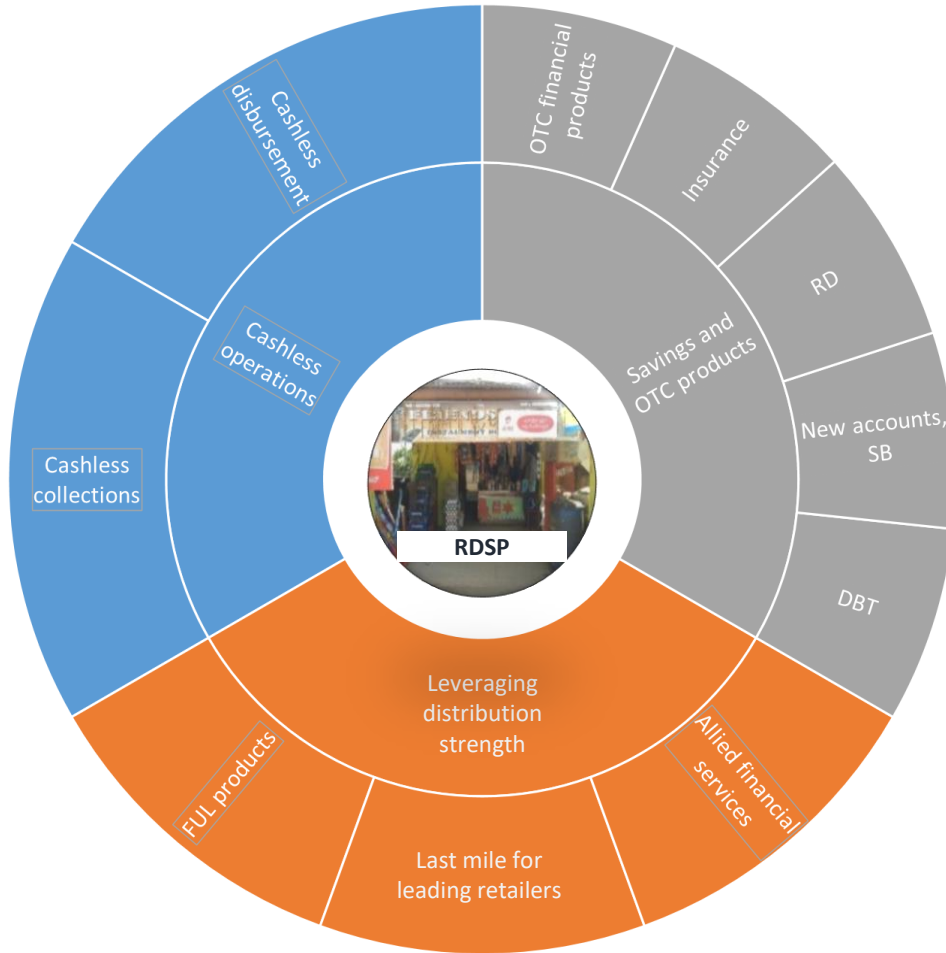 OTC financial
products
Insurance
RD
New accounts,
SB
DBT
Savings and
OTC products
Cashless
disbursement
Cashless
operations
Cashless
collections
RDSP
Leveraging
distribution
strength
FUL products
Last mile for
leading retailers
Allied financial
services